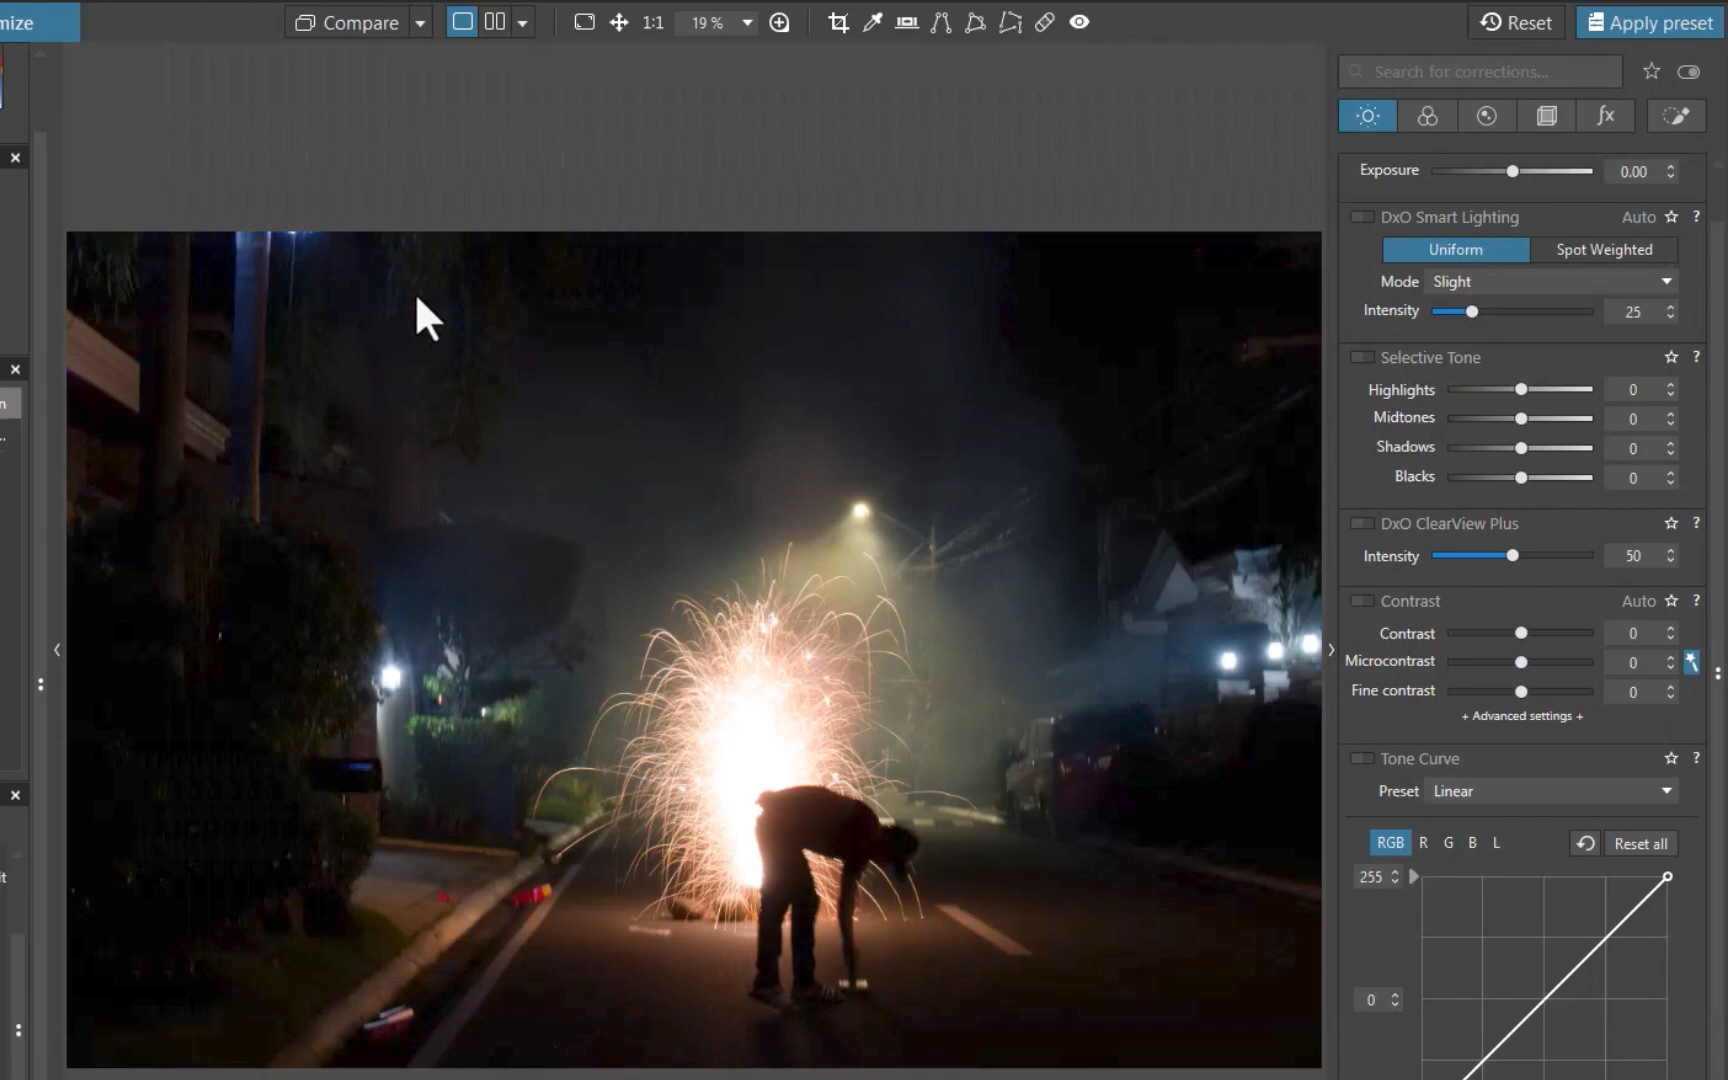 mize
Compare
1:1
19 %
Reset
Apply preset
Search for corrections...
fx
Exposure
0.00
DxO Smart Lighting
Auto
?
Uniform
Spot Weighted
Mode
Slight
Intensity
25
Selective Tone
?
Highlights
0
Midtones
0
Shadows
0
Blacks
0
DxO ClearView Plus
?
Intensity
50
Contrast
Auto
?
Contrast
0
Microcontrast
0
Fine contrast
0
+ Advanced settings +
Tone Curve
?
Preset
Linear
RGB R G B L
Reset all
255
0
n
...
it